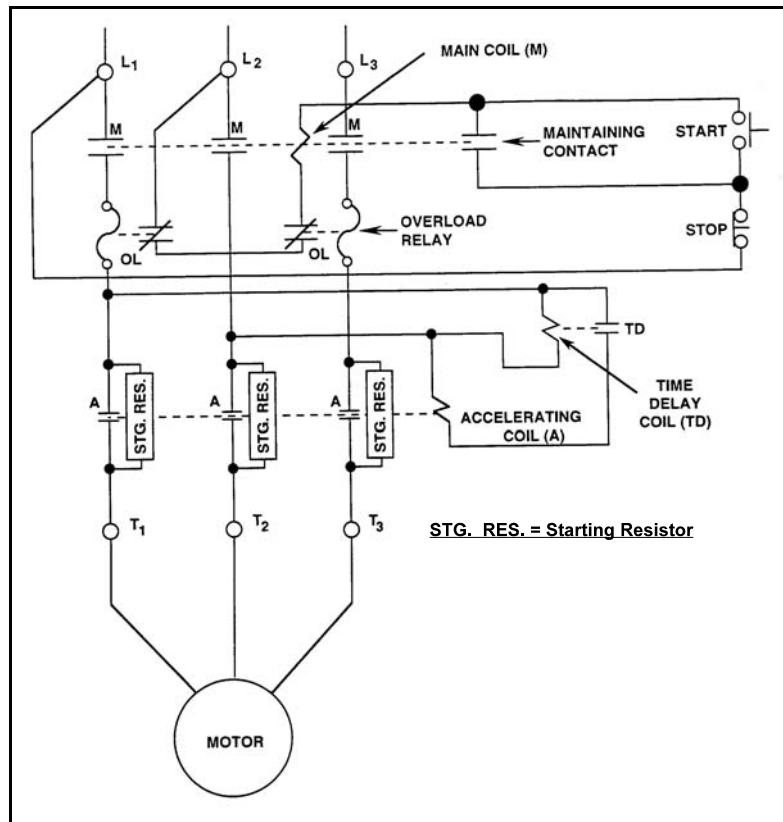 L1
L2
L3
MAIN COIL (M)
M
M
M
MAINTAINING
CONTACT
START
OVERLOAD
RELAY
STOP
OL
OL
TD
A
STG. RES.
A
STG. RES.
A
STG. RES.
ACCELERATING
COIL (A)
TIME
DELAY
COIL (TD)
T1
T2
T3
STG. RES. = Starting Resistor
MOTOR